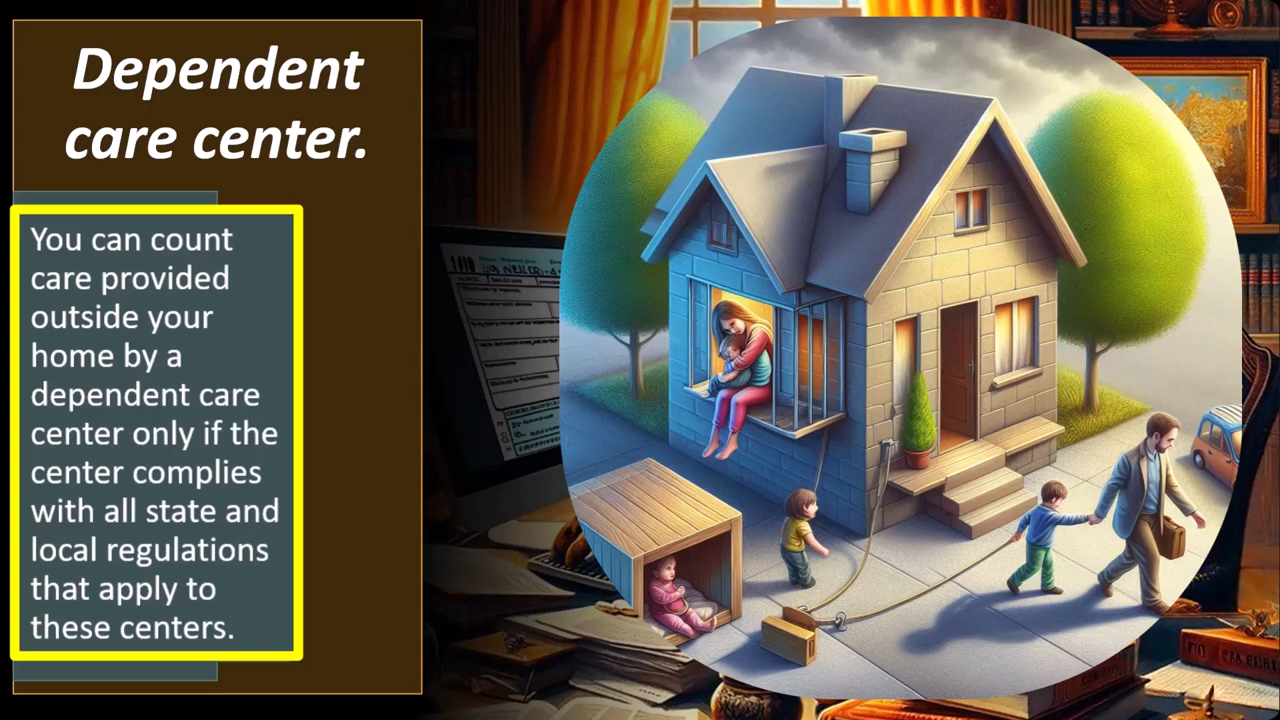 Dependent
care center.
You can count
care provided
outside your
home by a
dependent care
center only if the
center complies
with all state and
local regulations
that apply to
these centers.